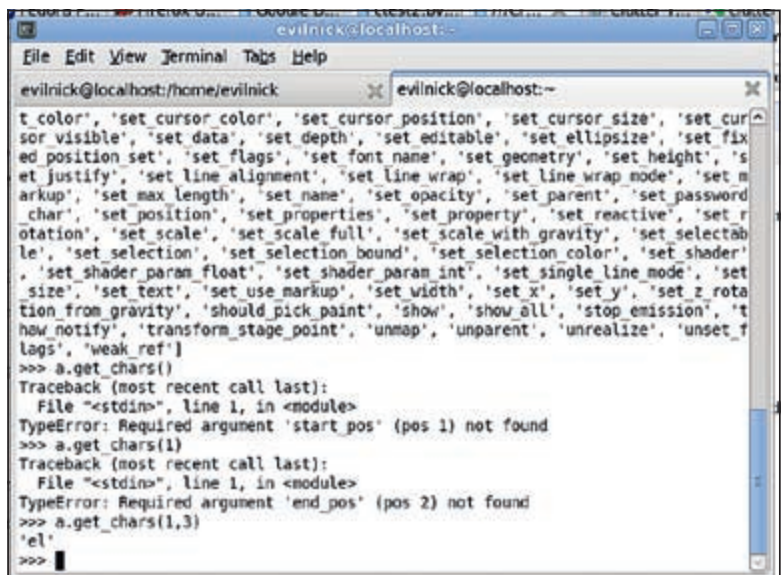 evilnick@localhost:~
File Edit View Terminal Tabs Help
evilnick@localhost:/home/evilnick evilnick@localhost:~
t_color', 'set_cursor_color', 'set_cursor_position', 'set_cursor_size', 'set_cur
sor_visible', 'set_data', 'set_depth', 'set_editable', 'set_ellipsize', 'set_fix
ed_position_set', 'set_flags', 'set_font_name', 'set_geometry', 'set_height', 's
et_justify', 'set_line_alignment', 'set_line_wrap', 'set_line_wrap_mode', 'set_m
arkup', 'set_max_length', 'set_name', 'set_opacity', 'set_parent', 'set_password
_char', 'set_position', 'set_properties', 'set_property', 'set_reactive', 'set_r
otation', 'set_scale', 'set_scale_full', 'set_scale_with_gravity', 'set_selectab
le', 'set_selection', 'set_selection_bound', 'set_selection_color', 'set_shader'
, 'set_shader_param_float', 'set_shader_param_int', 'set_single_line_mode', 'set
_size', 'set_text', 'set_use_markup', 'set_width', 'set_x', 'set_y', 'set_z_rota
tion_from_gravity', 'should_pick_paint', 'show', 'show_all', 'stop_emission', 't
haw_notify', 'transform_stage_point', 'unmap', 'unparent', 'unrealize', 'unset_f
lags', 'weak_ref']
>>> a.get_chars()
Traceback (most recent call last):
File "<stdin>", line 1, in <module>
TypeError: Required argument 'start_pos' (pos 1) not found
>>> a.get_chars(1)
Traceback (most recent call last):
File "<stdin>", line 1, in <module>
TypeError: Required argument 'end_pos' (pos 2) not found
>>> a.get_chars(1,3)
'el'
>>>